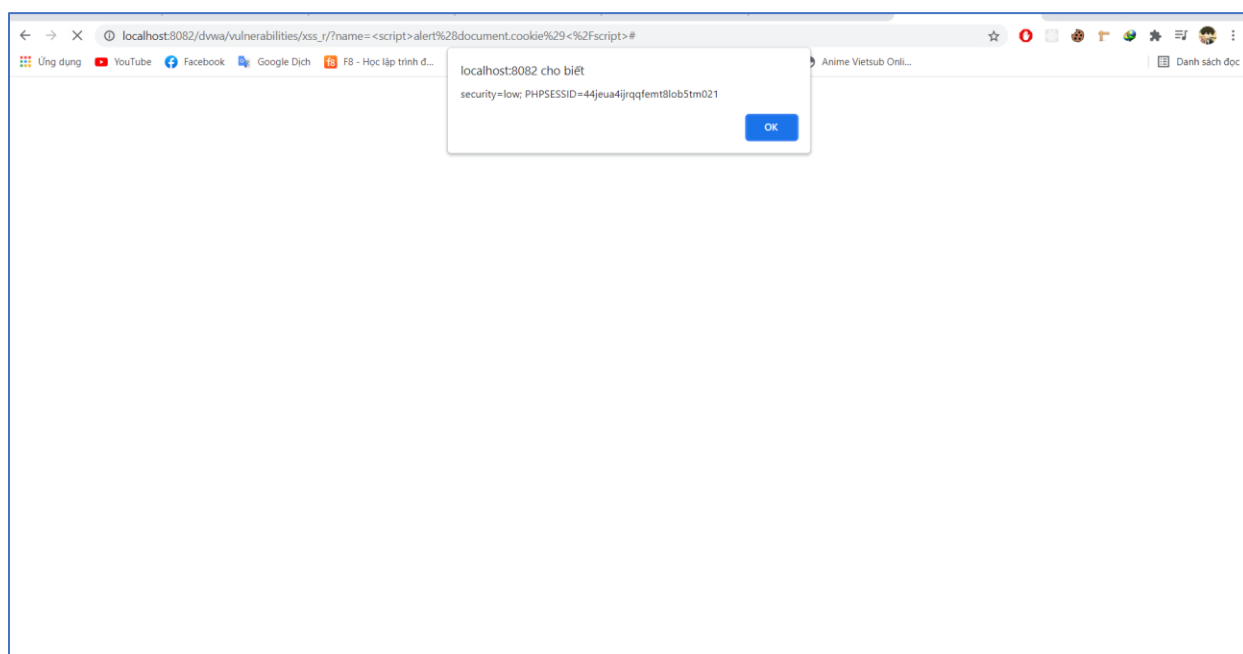 localhost:8082/dvwa/vulnerabilities/xss_r/?name=<script>alert%28document.cookie%29<%2Fscript>#
Ứng dụng YouTube Facebook Google Dịch F8 - Học lập trình đ... Anime Vietsub Onli... Danh sách đọc
localhost:8082 cho biết
security=low; PHPSESSID=44jeua4ijrqqfemt8lob5tm021
OK